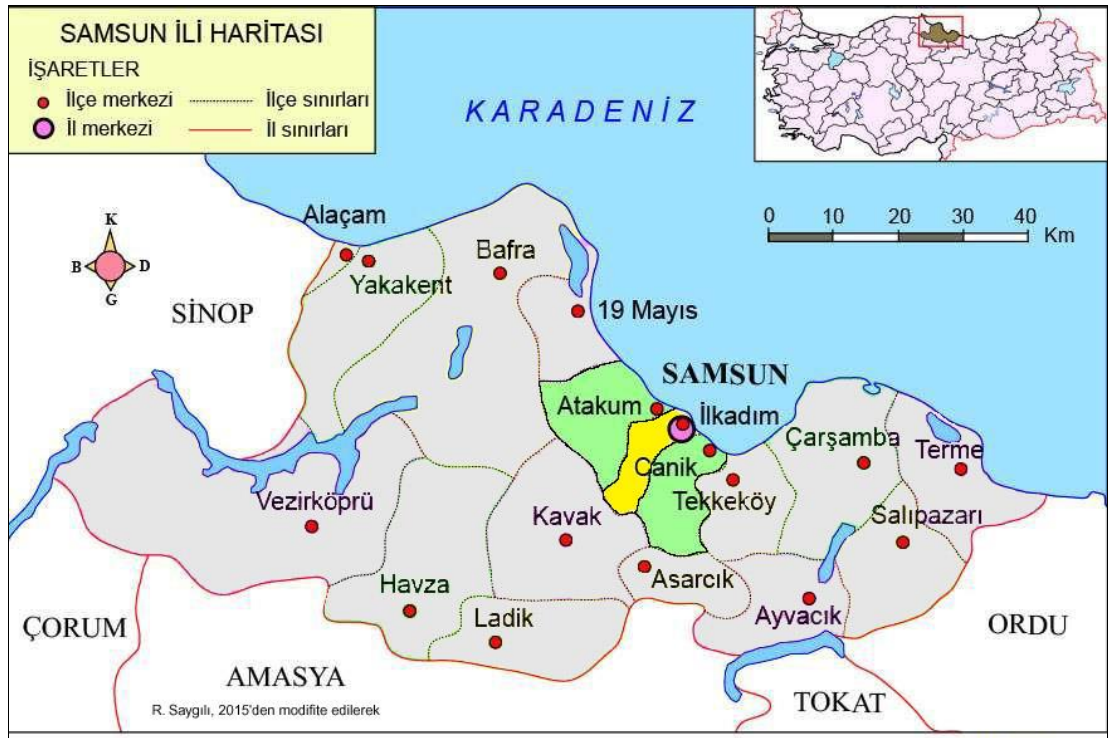 SAMSUN İLİ HARİTASI
İŞARETLER
İlçe merkezi
İlçe sınırları
İl merkezi
İl sınırları
KARADENİZ
0 10 20 30 40
Km
K
B D
G
Alaçam
Yakakent
Bafra
19 Mayıs
SİNOP
SAMSUN
Atakum
İlkadım
Canik
Tekkeköy
Çarşamba
Terme
Salıpazarı
Vezirköprü
Kavak
Havza
Asarcık
Ladik
Ayvacık
ÇORUM
AMASYA
ORDU
TOKAT
R. Saygılı, 2015'den modifite edilerek